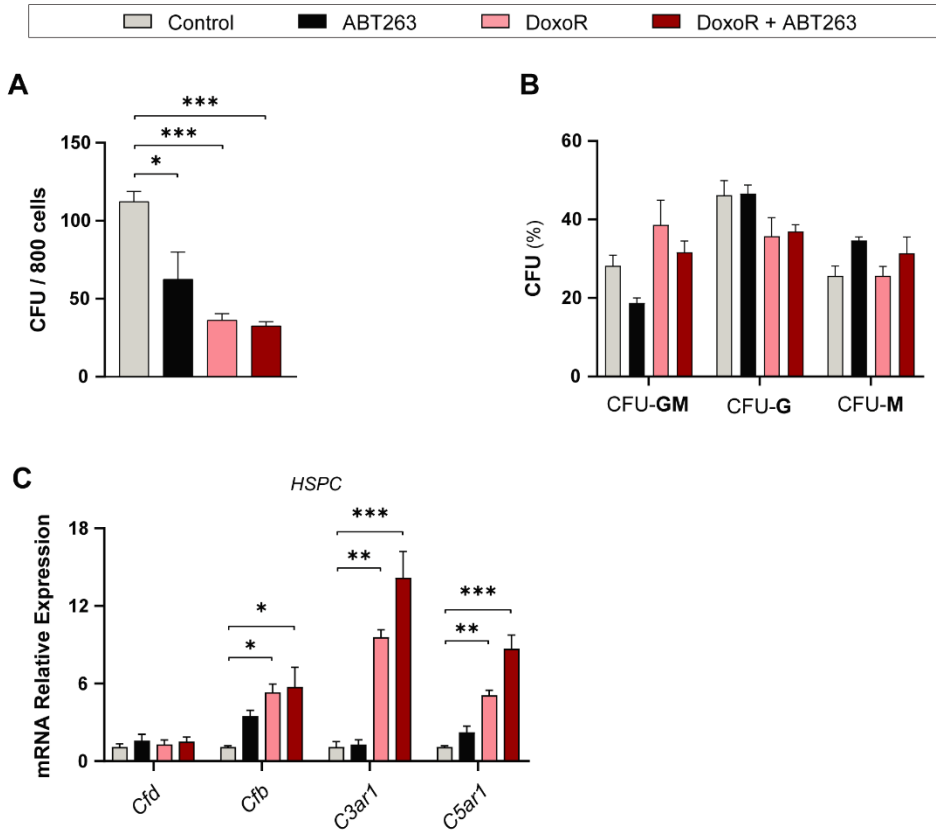 Control ABT263 DoxoR DoxoR + ABT263
A
***
***
*
150
100
50
0
CFU / 800 cells
B
60
40
20
0
CFU (%)
CFU-GM CFU-G CFU-M
C
HSPC
***
**
*
*
***
**
18
12
6
0
mRNA Relative Expression
Cfd Cfb C3ar1 C5ar1